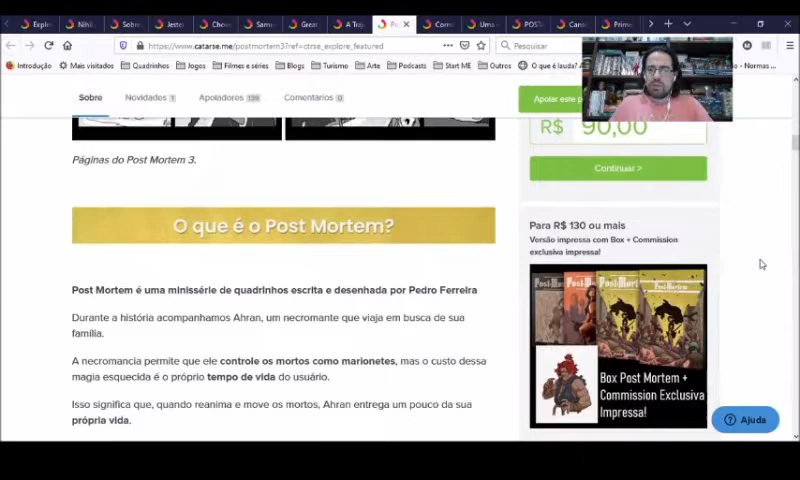 Explo
Nihil
Sobre
Jeste
Chov
Samu
Great
A Traj
Po
Com
Uma
POST
Canse
Prime
https://www.catarse.me/postmortem3?ref=ctrse_explore_featured
Pesquisar
Introdução
Mais visitados
Quadrinhos
Jogos
Filmes e séries
Blogs
Turismo
Arte
Podcasts
Start ME
Outros
O que é lauda?
Normas ...
Sobre
Novidades 1
Apoiadores 139
Comentários 0
Apoiar este p
R$ 90,00
Continuar >
Páginas do Post Mortem 3.
O que é o Post Mortem?
Post Mortem é uma minissérie de quadrinhos escrita e desenhada por Pedro Ferreira
Durante a história acompanhamos Ahran, um necromante que viaja em busca de sua
família.
A necromancia permite que ele controle os mortos como marionetes, mas o custo dessa
magia esquecida é o próprio tempo de vida do usuário.
Isso significa que, quando reanima e move os mortos, Ahran entrega um pouco da sua
própria vida.
Para R$ 130 ou mais
Versão impressa com Box + Commission
exclusiva impressa!
Box Post Mortem +
Commission Exclusiva
Impressa!
Ajuda